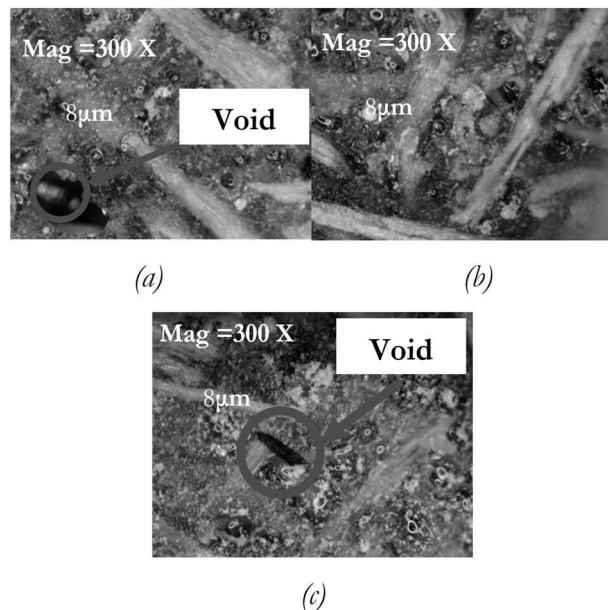 Mag =300 X
8µm
Void
Mag =300 X
8µm
(a)
(b)
Mag =300 X
Void
8µm
(c)